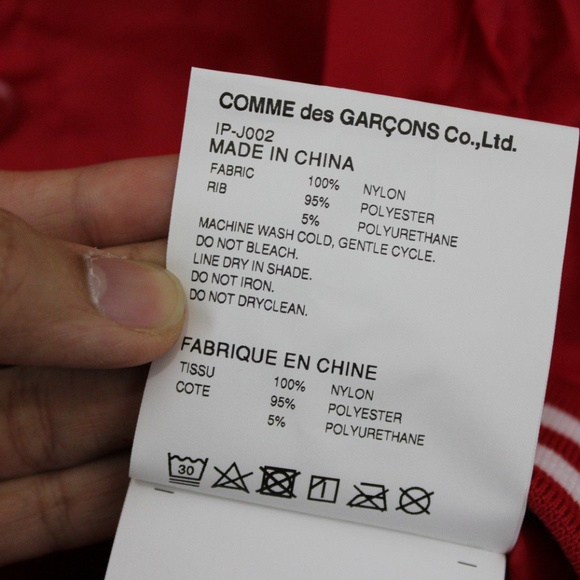 COMME des GARÇONS Co.,Ltd.
IP-J002
MADE IN CHINA
FABRIC 100% NYLON
RIB 95% POLYESTER
5% POLYURETHANE
MACHINE WASH COLD, GENTLE CYCLE.
DO NOT BLEACH.
LINE DRY IN SHADE.
DO NOT IRON.
DO NOT DRYCLEAN.
FABRIQUE EN CHINE
TISSU 100% NYLON
COTE 95% POLYESTER
5% POLYURETHANE
30